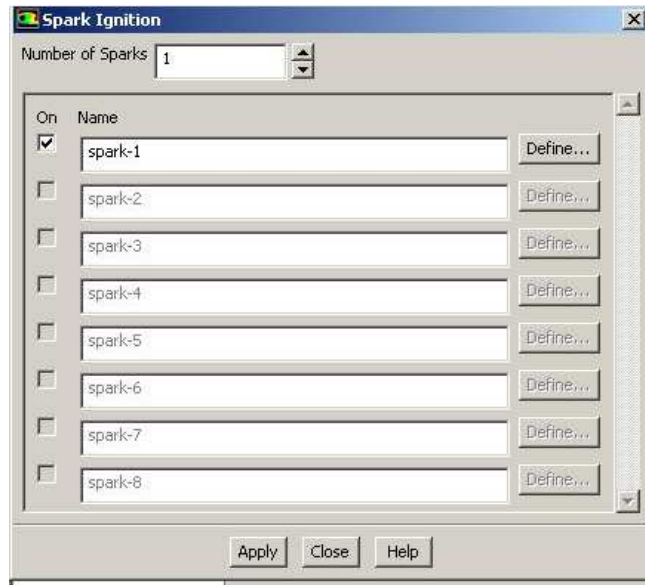 Spark Ignition
Number of Sparks 1
On Name
spark-1 Define...
spark-2 Define...
spark-3 Define...
spark-4 Define...
spark-5 Define...
spark-6 Define...
spark-7 Define...
spark-8 Define...
Apply Close Help